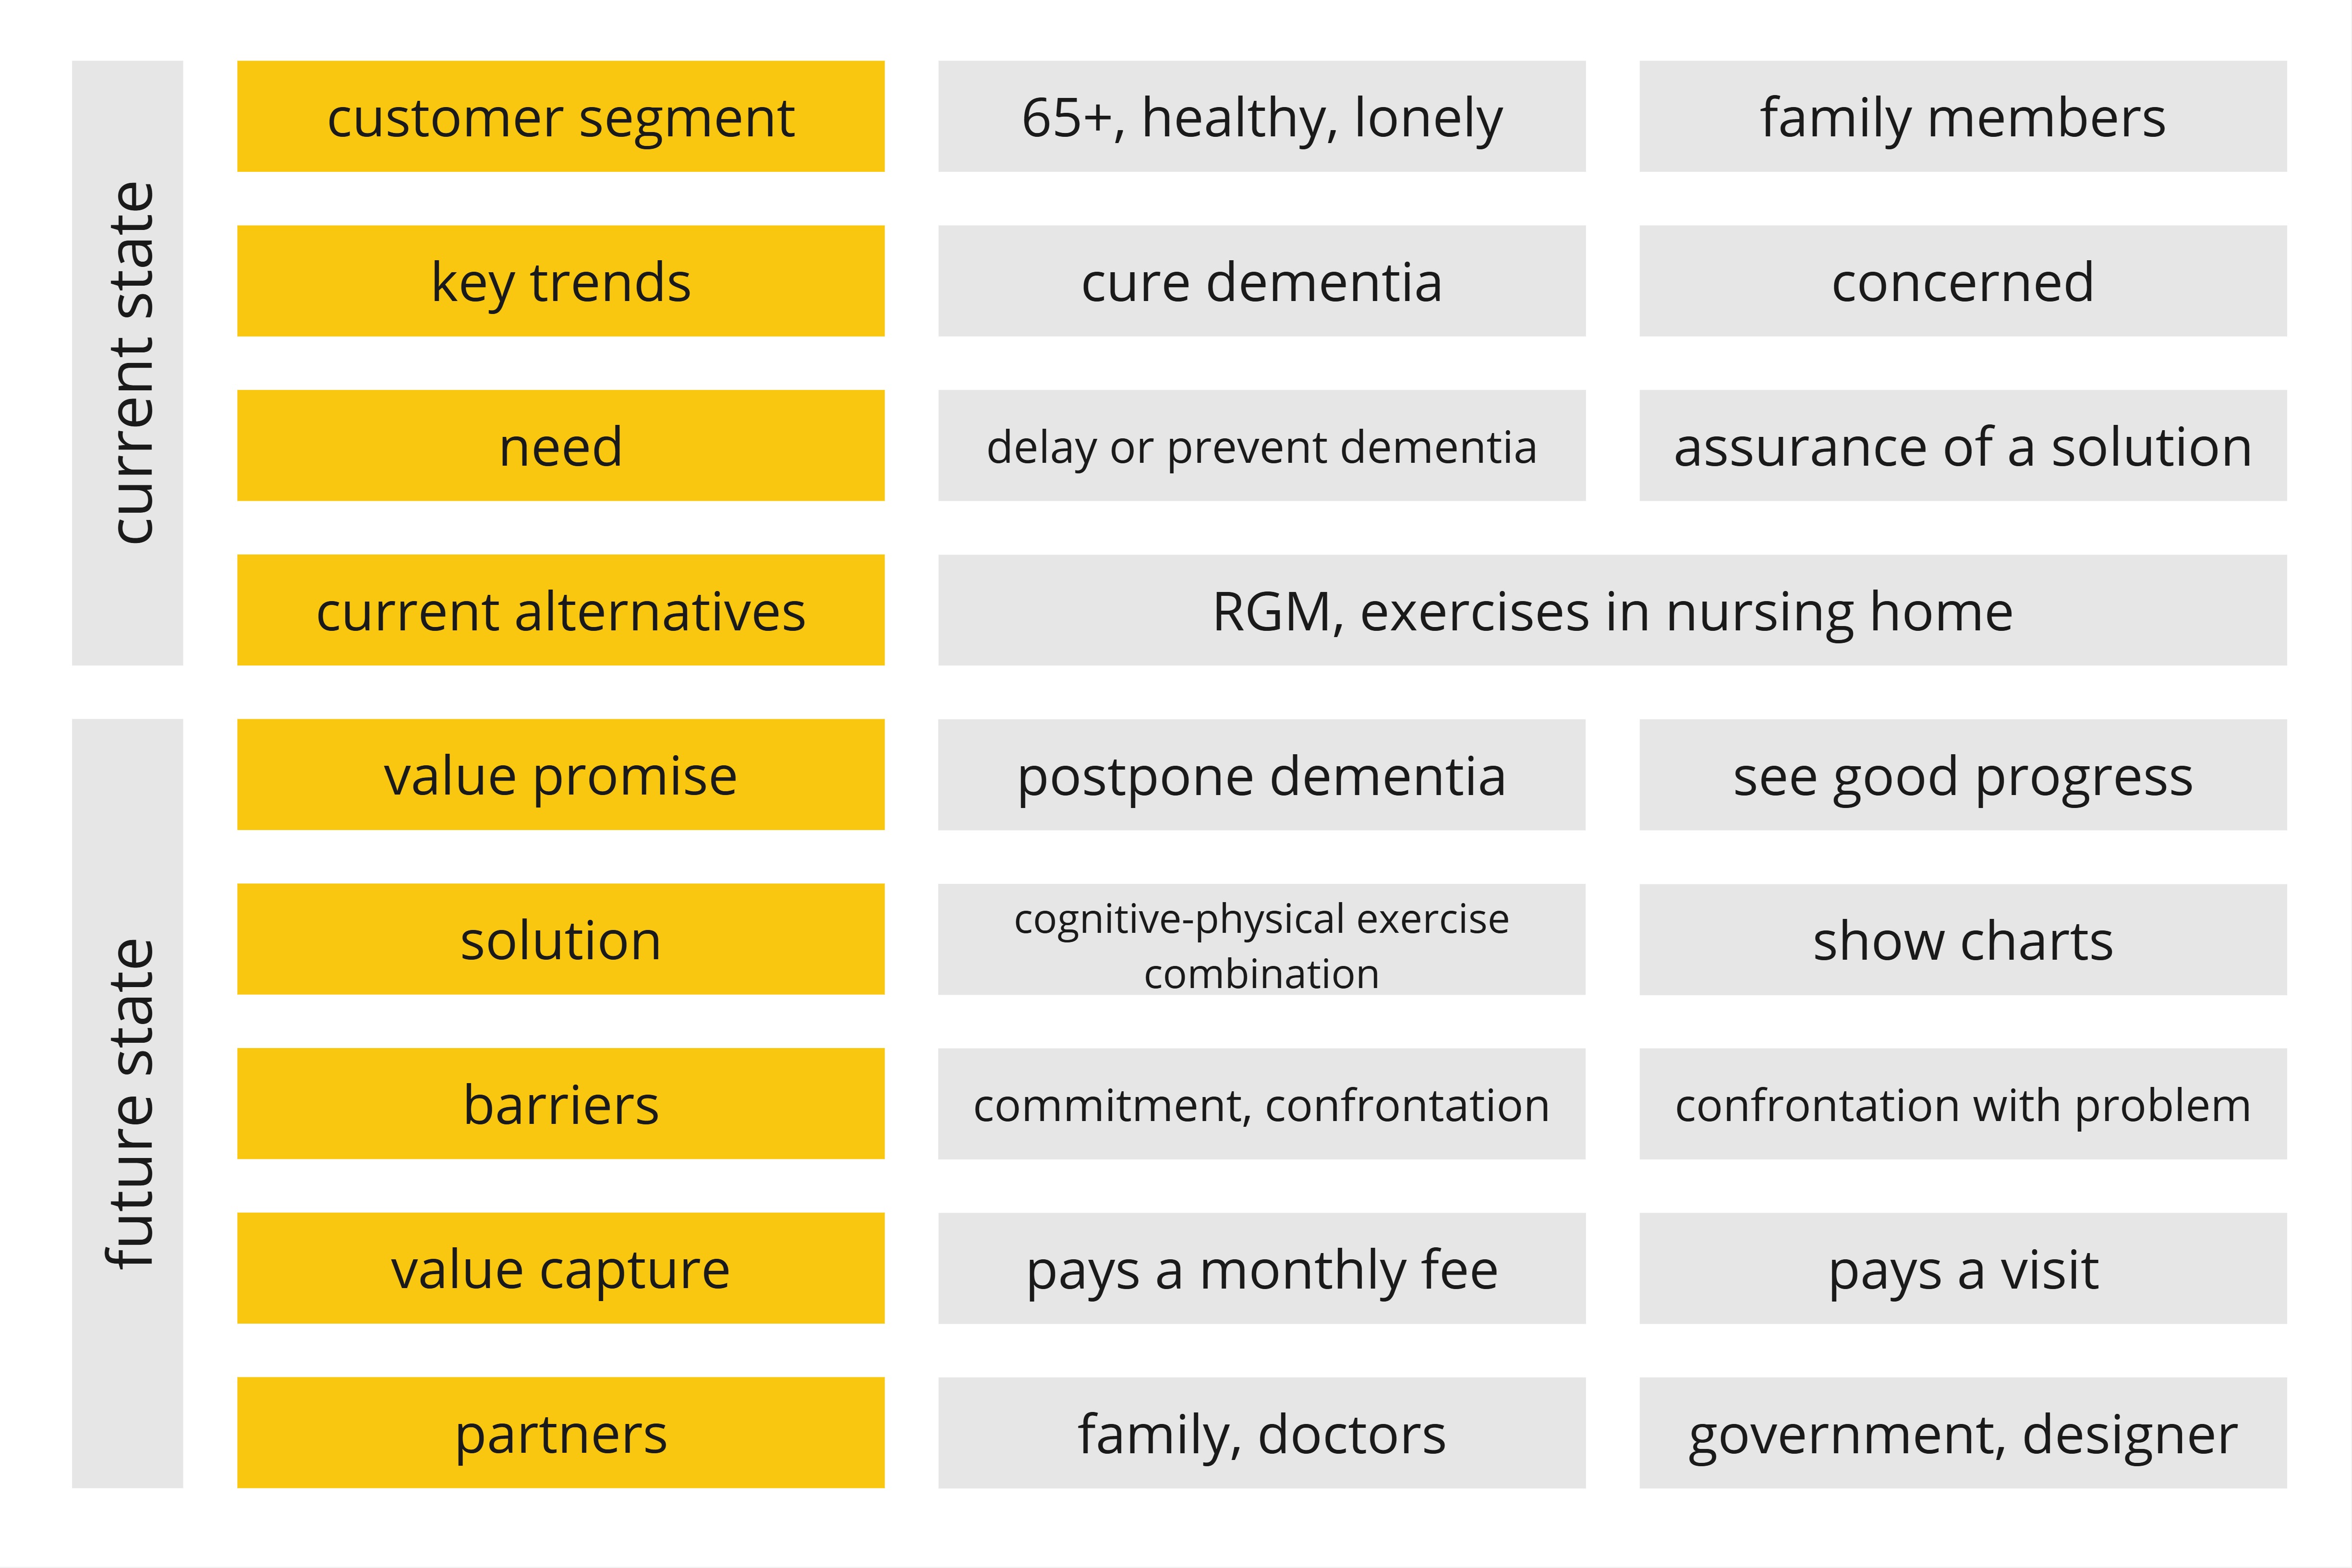 current state
customer segment
65+, healthy, lonely
family members
key trends
cure dementia
concerned
need
delay or prevent dementia
assurance of a solution
current alternatives
RGM, exercises in nursing home
future state
value promise
postpone dementia
see good progress
solution
cognitive-physical exercise
combination
show charts
barriers
commitment, confrontation
confrontation with problem
value capture
pays a monthly fee
pays a visit
partners
family, doctors
government, designer